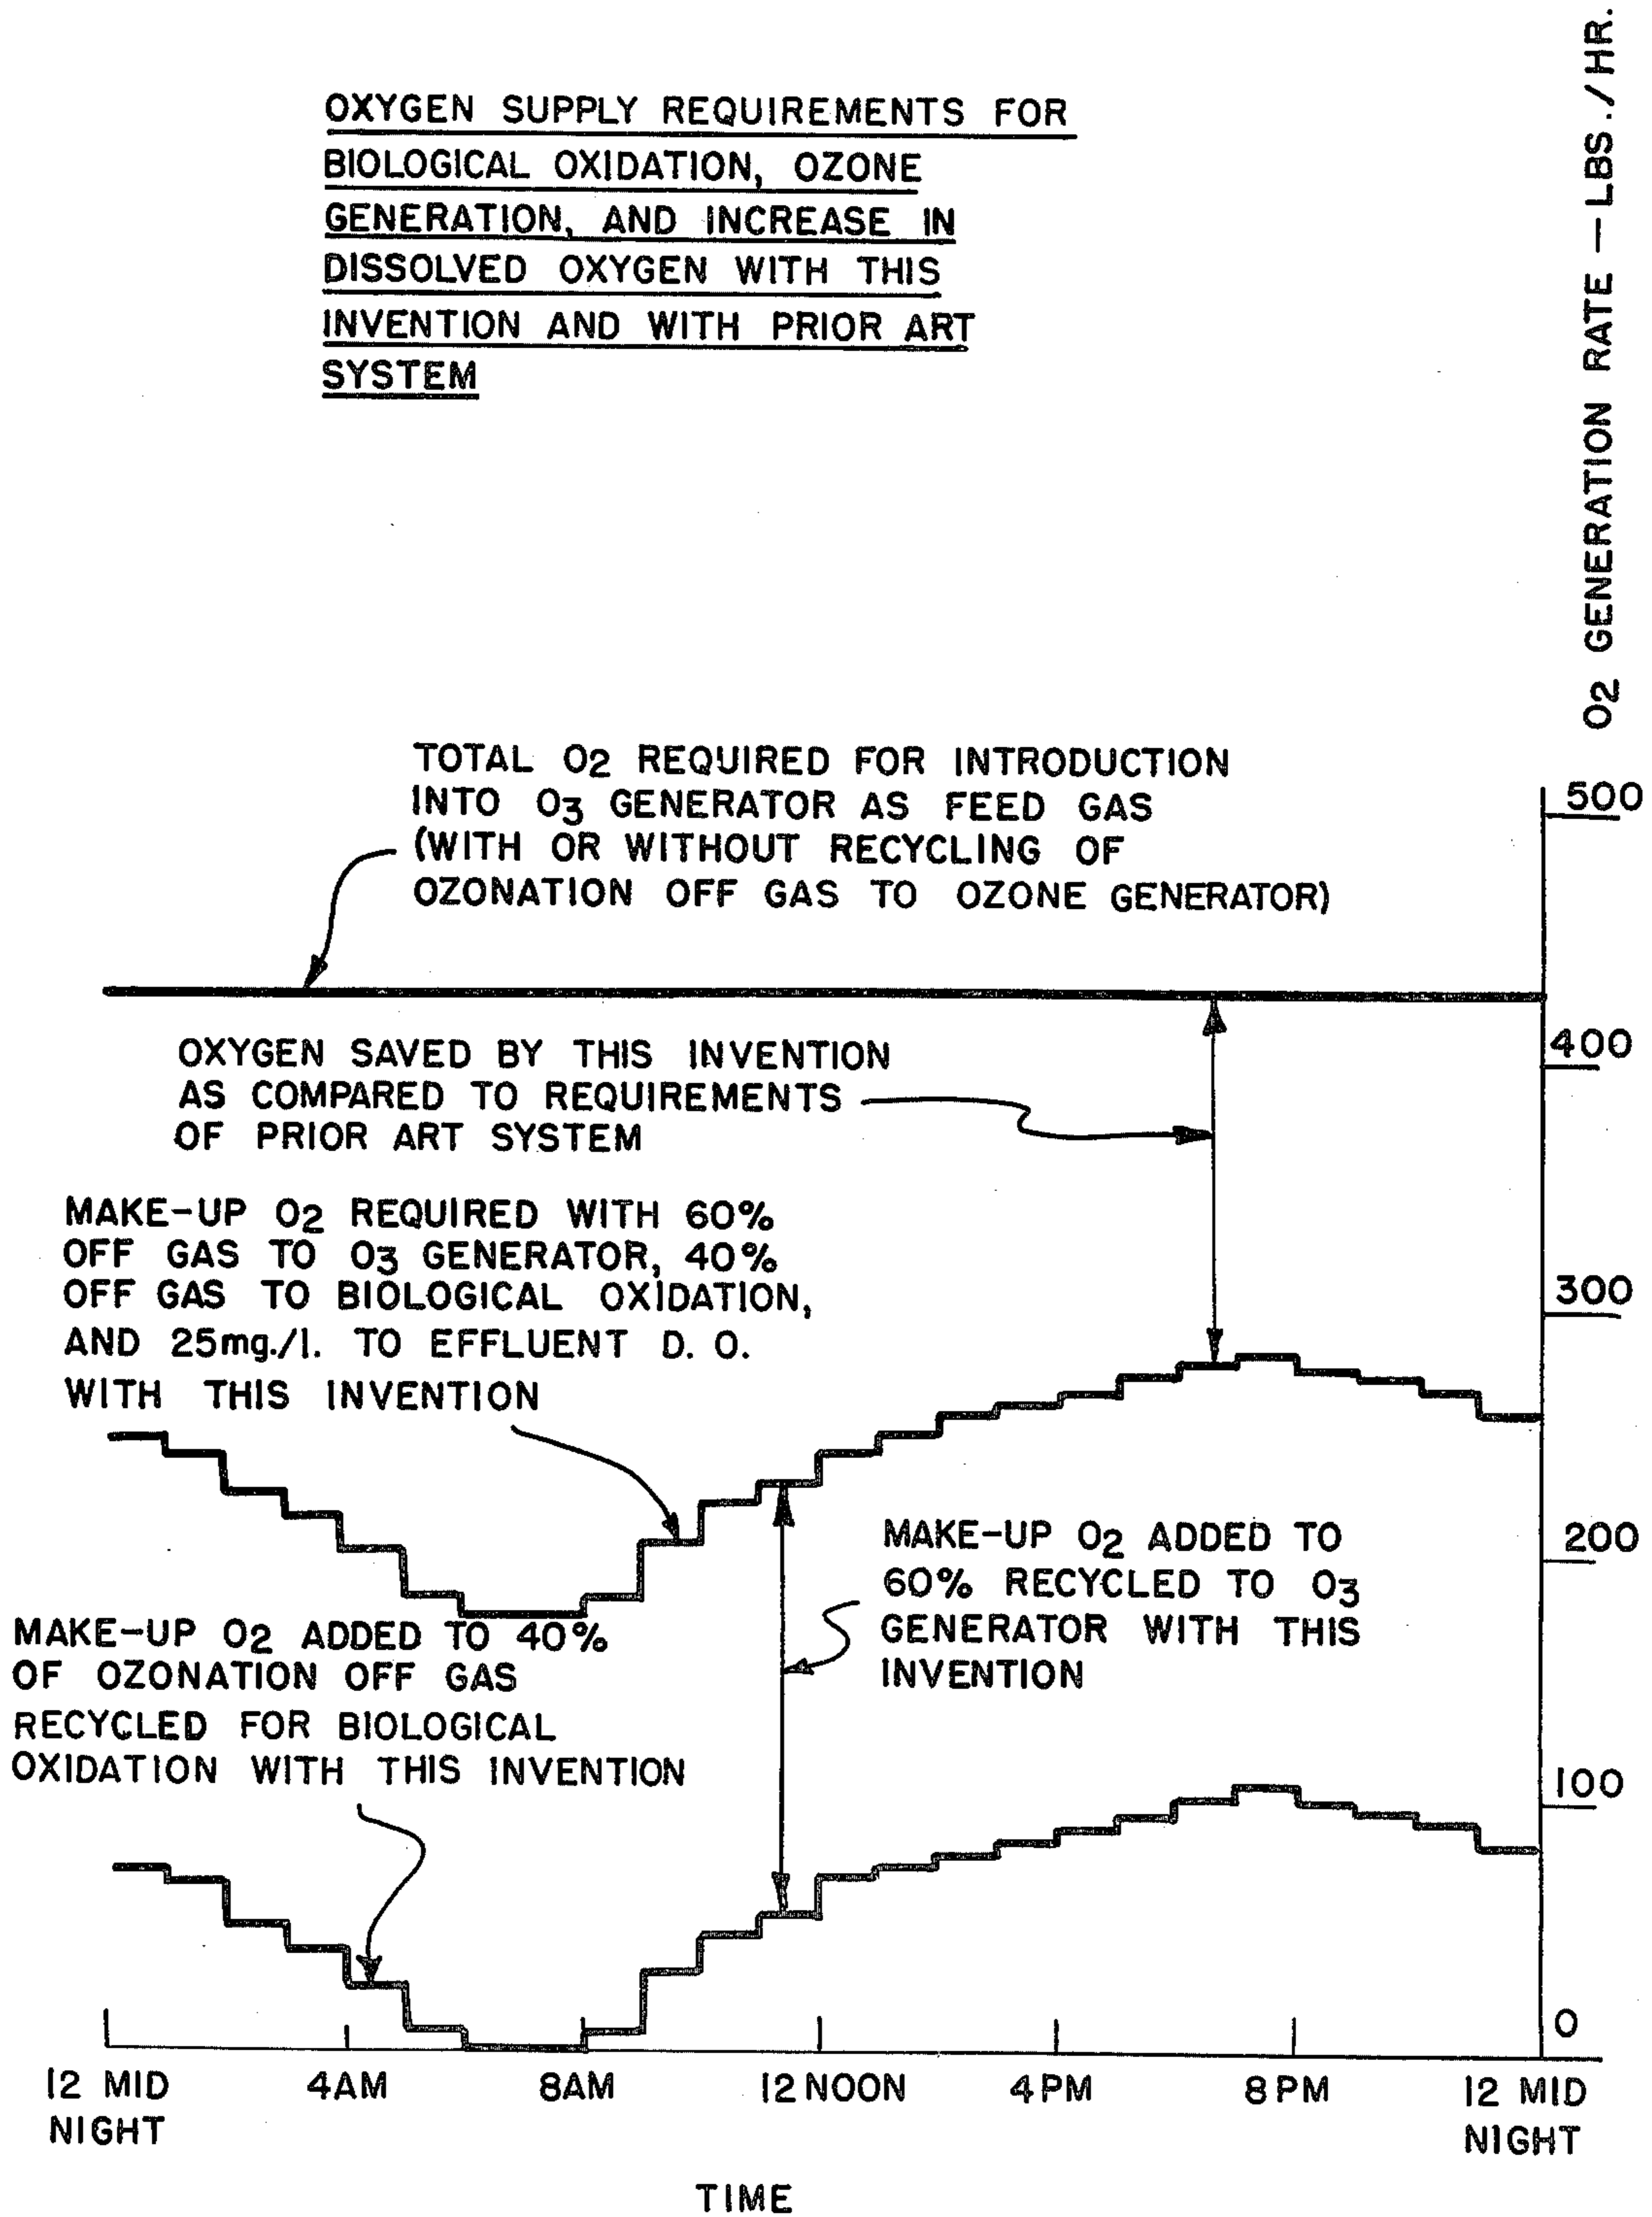 OXYGEN SUPPLY REQUIREMENTS FOR
BIOLOGICAL OXIDATION, OZONE
GENERATION, AND INCREASE IN
DISSOLVED OXYGEN WITH THIS
INVENTION AND WITH PRIOR ART
SYSTEM
O2 GENERATION RATE — LBS./HR.
TOTAL O2 REQUIRED FOR INTRODUCTION
INTO O3 GENERATOR AS FEED GAS
(WITH OR WITHOUT RECYCLING OF
OZONATION OFF GAS TO OZONE GENERATOR)
500
OXYGEN SAVED BY THIS INVENTION
AS COMPARED TO REQUIREMENTS
OF PRIOR ART SYSTEM
400
MAKE-UP O2 REQUIRED WITH 60%
OFF GAS TO O3 GENERATOR, 40%
OFF GAS TO BIOLOGICAL OXIDATION,
AND 25mg./l. TO EFFLUENT D. O.
WITH THIS INVENTION
300
MAKE-UP O2 ADDED TO
60% RECYCLED TO O3
GENERATOR WITH THIS
INVENTION
200
MAKE-UP O2 ADDED TO 40%
OF OZONATION OFF GAS
RECYCLED FOR BIOLOGICAL
OXIDATION WITH THIS INVENTION
100
0
12 MID
NIGHT
4AM
8AM
12 NOON
4PM
8PM
12 MID
NIGHT
TIME